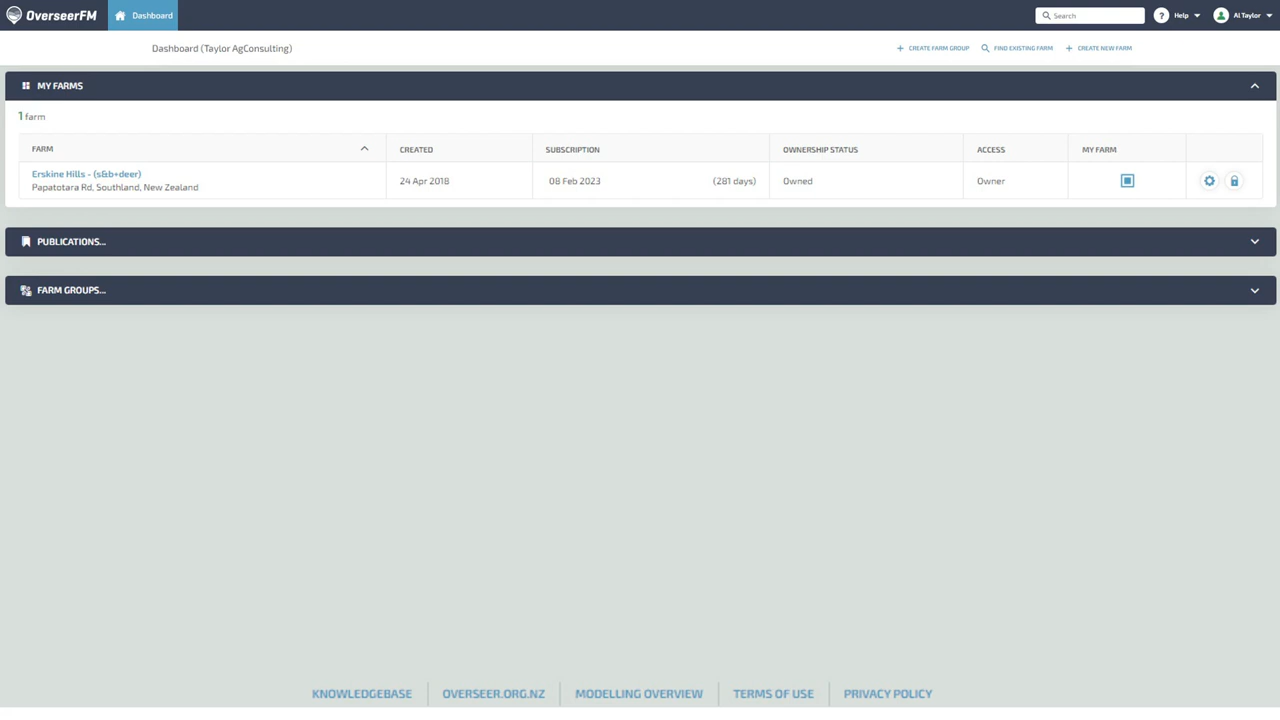 OverseerFM
Dashboard
Search
? Help
Al Taylor
Dashboard (Taylor AgConsulting)
+ CREATE FARM GROUP
FIND EXISTING FARM
+ CREATE NEW FARM
MY FARMS
1 farm
FARM CREATED SUBSCRIPTION OWNERSHIP STATUS ACCESS MY FARM
Erskine Hills - (s&b+deer)
Papatotara Rd, Southland, New Zealand
24 Apr 2018 08 Feb 2023 (281 days) Owned Owner
PUBLICATIONS...
FARM GROUPS...
KNOWLEDGEBASE OVERSEER.ORG.NZ MODELLING OVERVIEW TERMS OF USE PRIVACY POLICY